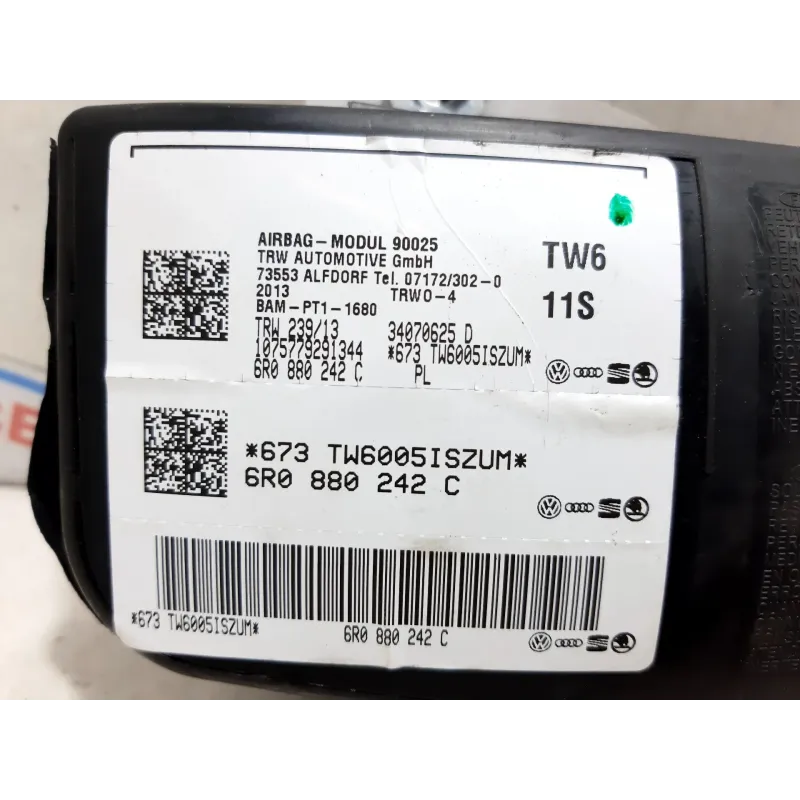 AIRBAG-MODUL 90025
TRW AUTOMOTIVE GmbH
73553 ALFDORF Tel. 07172/302-0
2013 TRWO-4
BAM-PT1-1680
TRW 239/13 34070625 D
1075779291344 *673 TW6005ISZUM*
6R0 880 242 C PL
TW6
11S
*673 TW6005ISZUM*
6R0 880 242 C
*673 TW6005ISZUM* 6R0 880 242 C